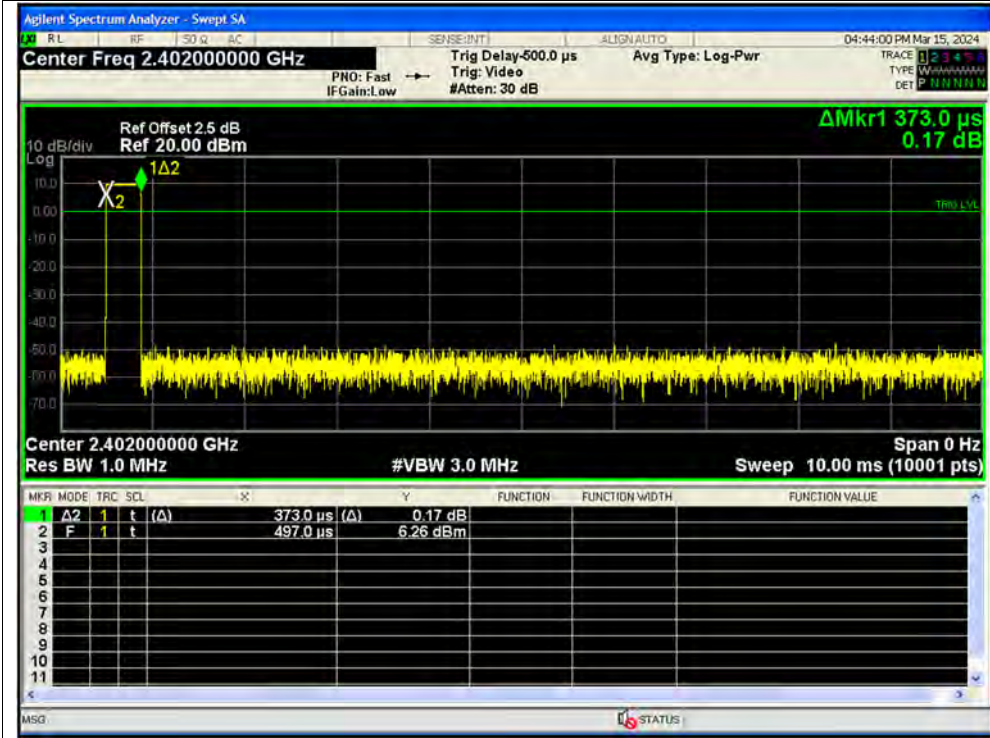 Agilent Spectrum Analyzer - Swept SA
LXI RL RF 50 Ω AC SENSE:INT ALIGN AUTO 04:44:00 PM Mar 15, 2024
Center Freq 2.402000000 GHz
PNO: Fast
IFGain:Low
Trig Delay-500.0 µs
Trig: Video
#Atten: 30 dB
Avg Type: Log-Pwr
TRACE 1 2 3 4 5 6
TYPE WWWWWW
DET P N N N N N
ΔMkr1 373.0 µs
0.17 dB
Ref Offset 2.5 dB
10 dB/div Ref 20.00 dBm
Log
1Δ2
10.0
X2
0.00 TRIG LVL
-10.0
-20.0
-30.0
-40.0
-50.0
-60.0
-70.0
Center 2.402000000 GHz Span 0 Hz
Res BW 1.0 MHz #VBW 3.0 MHz Sweep 10.00 ms (10001 pts)
MKR MODE TRC SCL X Y FUNCTION FUNCTION WIDTH FUNCTION VALUE
1 Δ2 1 t (Δ) 373.0 µs (Δ) 0.17 dB
2 F 1 t 497.0 µs 6.26 dBm
3
4
5
6
7
8
9
10
11
MSG STATUS